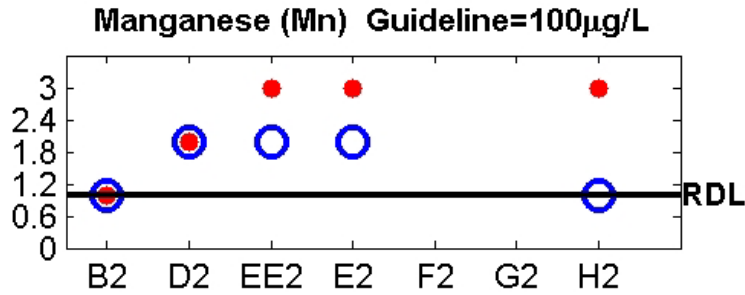 Manganese (Mn)  Guideline=100µg/L
3
2.4
1.8
1.2
RDL
0.6
0
B2 D2 EE2 E2 F2 G2 H2